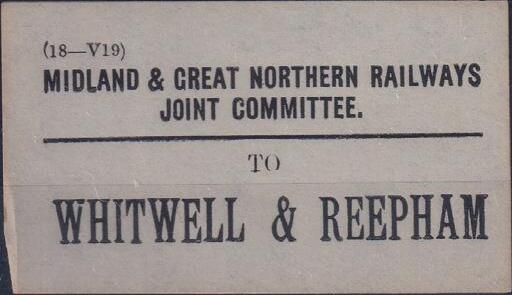 (18—V19)
MIDLAND & GREAT NORTHERN RAILWAYS
JOINT COMMITTEE.
TO
WHITWELL & REEPHAM